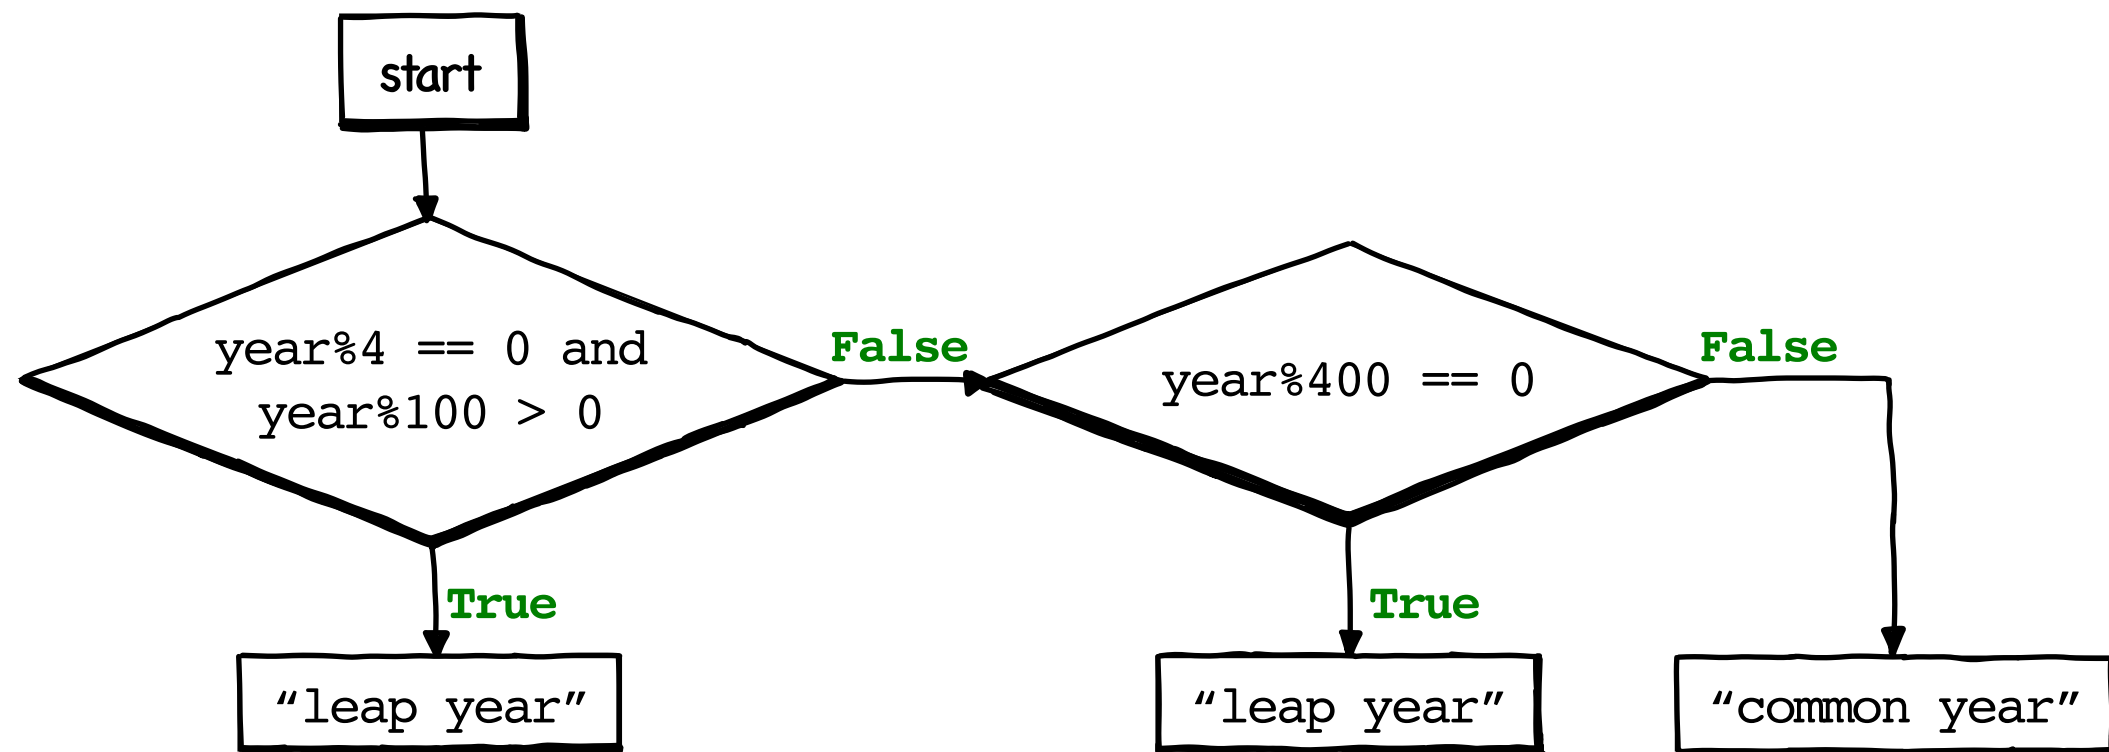 start
year%4 == 0 and
year%100 > 0
False
year%400 == 0
False
True
True
“leap year”
“leap year”
“common year”